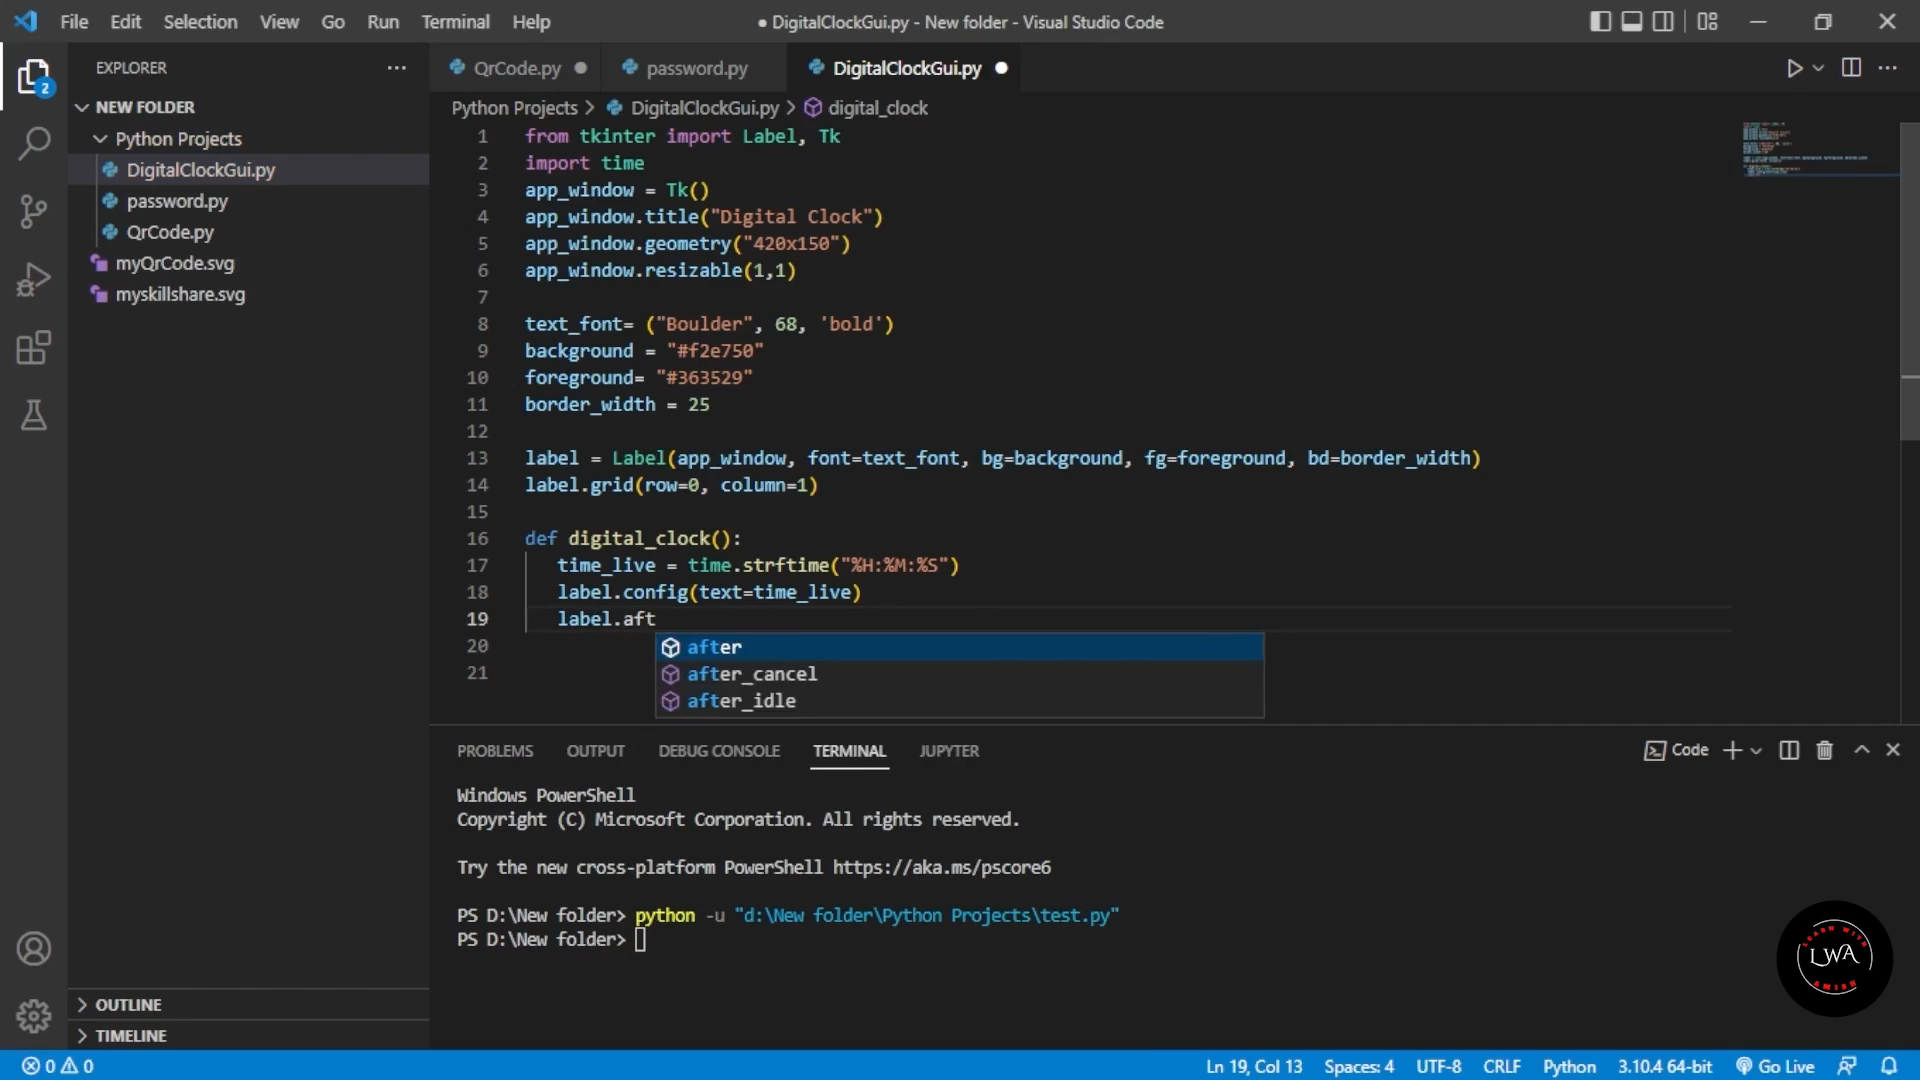 File Edit Selection View Go Run Terminal Help
● DigitalClockGui.py - New folder - Visual Studio Code
EXPLORER
2
NEW FOLDER
Python Projects
DigitalClockGui.py
password.py
QrCode.py
myQrCode.svg
myskillshare.svg
OUTLINE
TIMELINE
QrCode.py password.py DigitalClockGui.py
Python Projects > DigitalClockGui.py > digital_clock
1 from tkinter import Label, Tk
2 import time
3 app_window = Tk()
4 app_window.title("Digital Clock")
5 app_window.geometry("420x150")
6 app_window.resizable(1,1)
7
8 text_font= ("Boulder", 68, 'bold')
9 background = "#f2e750"
10 foreground= "#363529"
11 border_width = 25
12
13 label = Label(app_window, font=text_font, bg=background, fg=foreground, bd=border_width)
14 label.grid(row=0, column=1)
15
16 def digital_clock():
17 time_live = time.strftime("%H:%M:%S")
18 label.config(text=time_live)
19 label.aft
20
21
after
after_cancel
after_idle
PROBLEMS OUTPUT DEBUG CONSOLE TERMINAL JUPYTER
Code
Windows PowerShell
Copyright (C) Microsoft Corporation. All rights reserved.
Try the new cross-platform PowerShell https://aka.ms/pscore6
PS D:\New folder> python -u "d:\New folder\Python Projects\test.py"
PS D:\New folder>
LEARN WITH
LWA
AMISH
0 0
Ln 19, Col 13 Spaces: 4 UTF-8 CRLF Python 3.10.4 64-bit Go Live